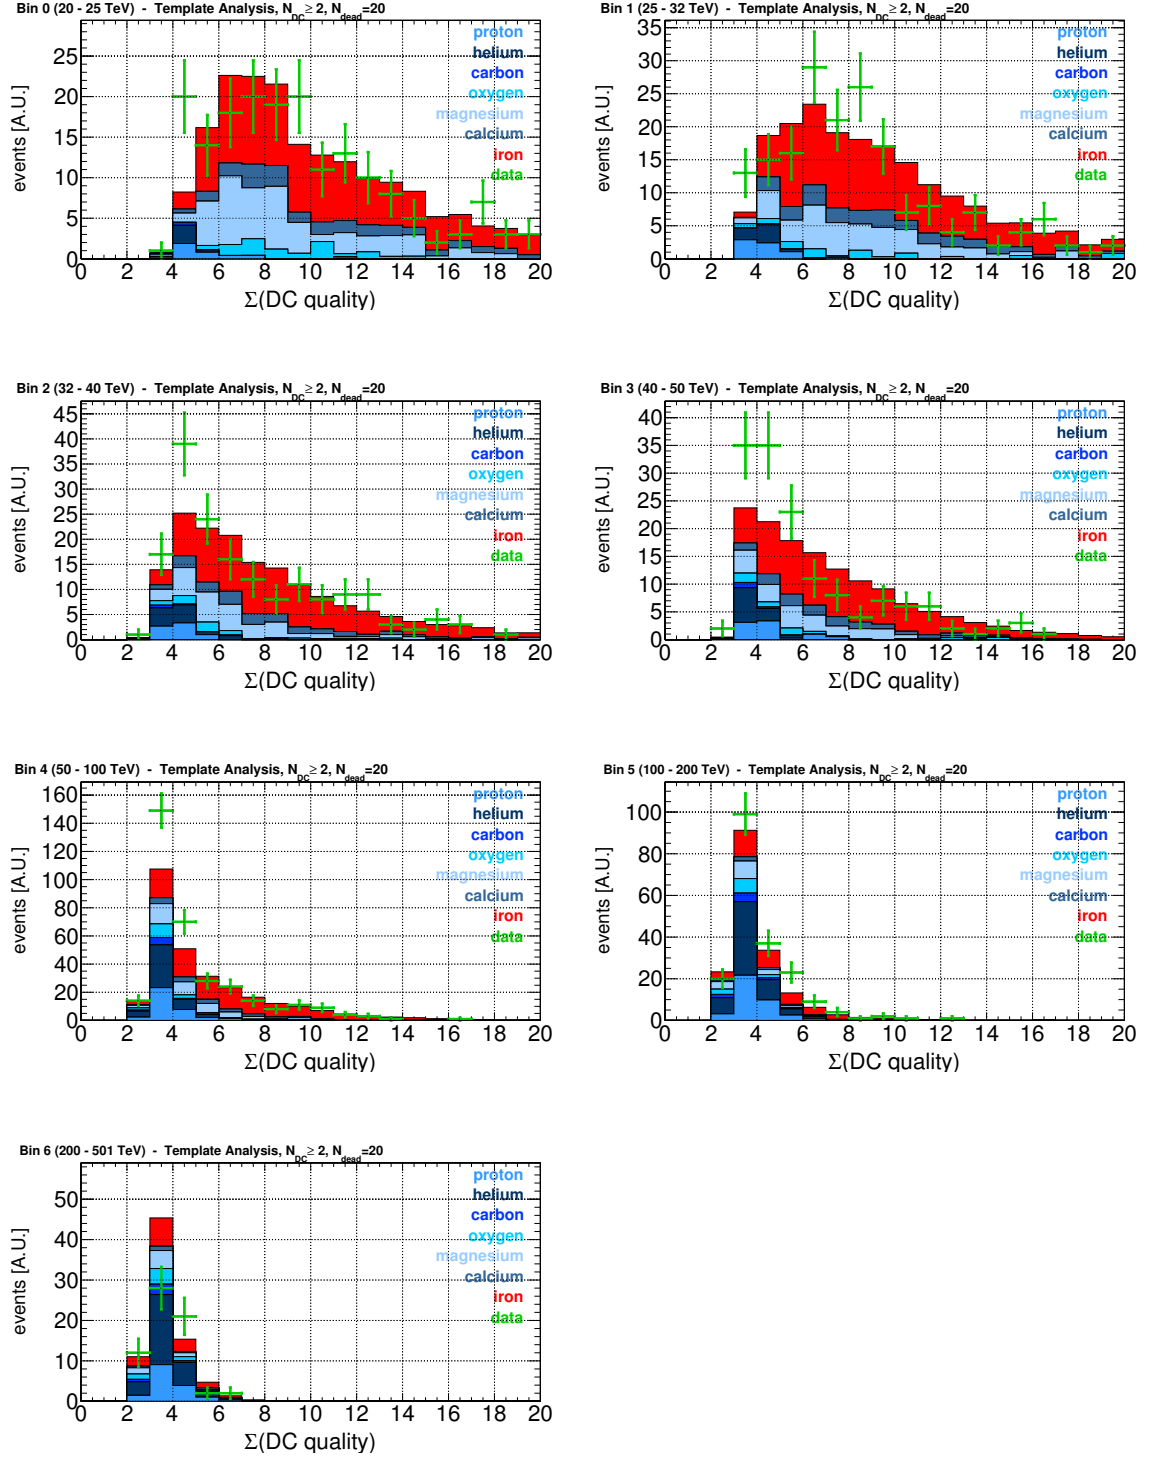 Bin 0 (20 - 25 TeV) - Template Analysis, N_DC ≥ 2, N_dead=20
events [A.U.]
25
20
15
10
5
0
proton
helium
carbon
oxygen
magnesium
calcium
iron
data
0 2 4 6 8 10 12 14 16 18 20
Σ(DC quality)
Bin 1 (25 - 32 TeV) - Template Analysis, N_DC ≥ 2, N_dead=20
events [A.U.]
35
30
25
20
15
10
5
0
proton
helium
carbon
oxygen
magnesium
calcium
iron
data
0 2 4 6 8 10 12 14 16 18 20
Σ(DC quality)
Bin 2 (32 - 40 TeV) - Template Analysis, N_DC ≥ 2, N_dead=20
events [A.U.]
45
40
35
30
25
20
15
10
5
0
proton
helium
carbon
oxygen
magnesium
calcium
iron
data
0 2 4 6 8 10 12 14 16 18 20
Σ(DC quality)
Bin 3 (40 - 50 TeV) - Template Analysis, N_DC ≥ 2, N_dead=20
events [A.U.]
40
35
30
25
20
15
10
5
0
proton
helium
carbon
oxygen
magnesium
calcium
iron
data
0 2 4 6 8 10 12 14 16 18 20
Σ(DC quality)
Bin 4 (50 - 100 TeV) - Template Analysis, N_DC ≥ 2, N_dead=20
events [A.U.]
160
140
120
100
80
60
40
20
0
proton
helium
carbon
oxygen
magnesium
calcium
iron
data
0 2 4 6 8 10 12 14 16 18 20
Σ(DC quality)
Bin 5 (100 - 200 TeV) - Template Analysis, N_DC ≥ 2, N_dead=20
events [A.U.]
100
80
60
40
20
0
proton
helium
carbon
oxygen
magnesium
calcium
iron
data
0 2 4 6 8 10 12 14 16 18 20
Σ(DC quality)
Bin 6 (200 - 501 TeV) - Template Analysis, N_DC ≥ 2, N_dead=20
events [A.U.]
50
40
30
20
10
0
proton
helium
carbon
oxygen
magnesium
calcium
iron
data
0 2 4 6 8 10 12 14 16 18 20
Σ(DC quality)